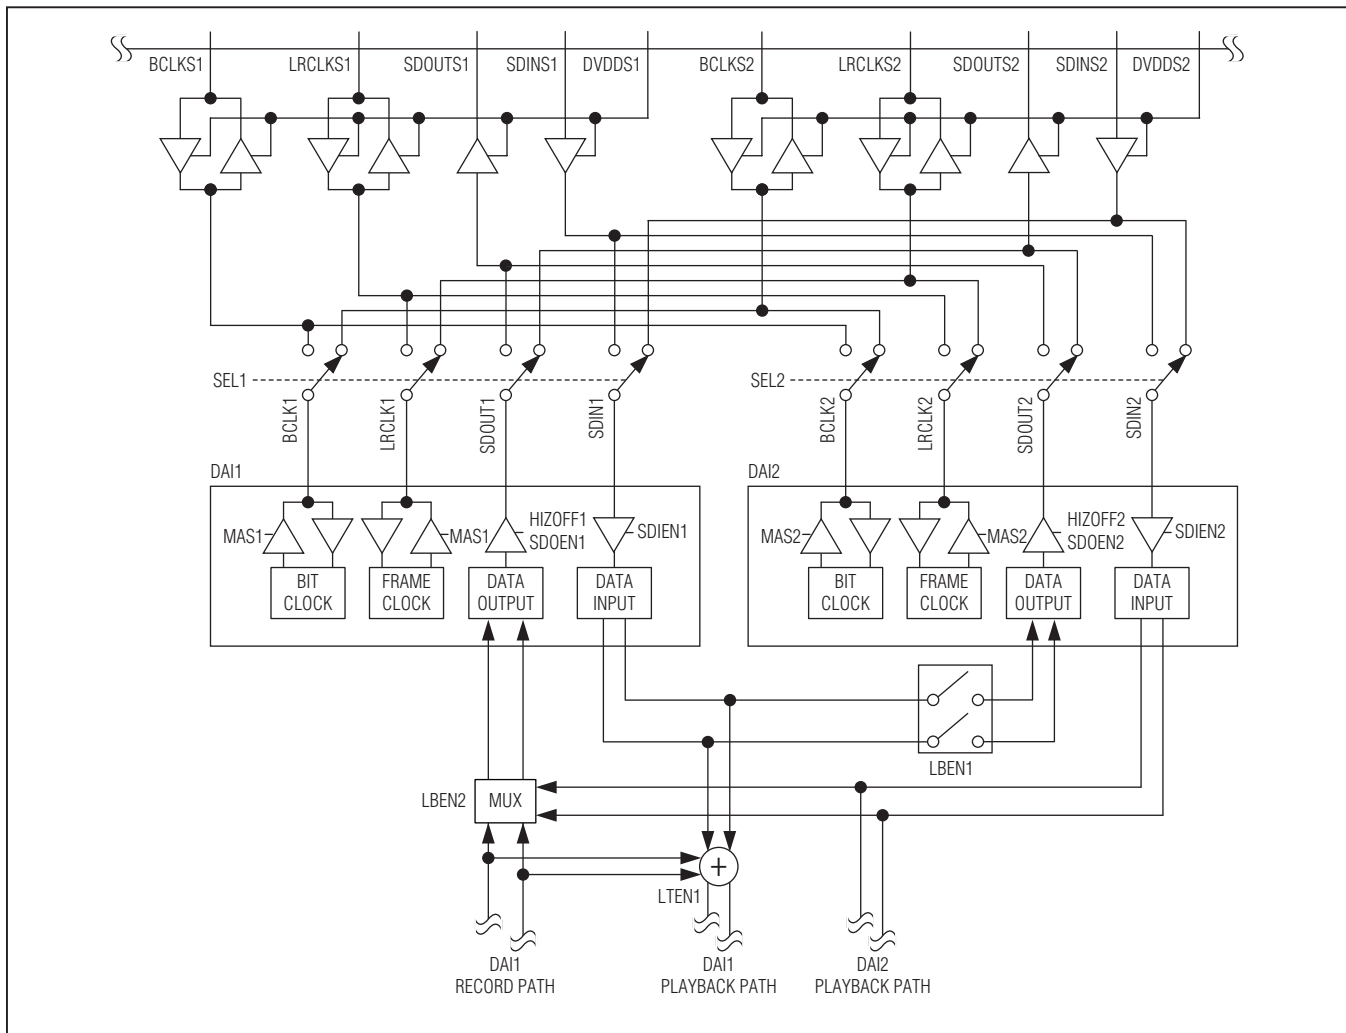 BCLKS1 LRCLKS1 SDOUTS1 SDINS1 DVDDS1 BCLKS2 LRCLKS2 SDOUTS2 SDINS2 DVDDS2
SEL1
SEL2
BCLK1
LRCLK1
SDOUT1
SDIN1
BCLK2
LRCLK2
SDOUT2
SDIN2
DAI1
MAS1
MAS1
HIZOFF1
SDOEN1
SDIEN1
BIT
CLOCK
FRAME
CLOCK
DATA
OUTPUT
DATA
INPUT
DAI2
MAS2
MAS2
HIZOFF2
SDOEN2
SDIEN2
BIT
CLOCK
FRAME
CLOCK
DATA
OUTPUT
DATA
INPUT
LBEN1
LBEN2
MUX
+
LTEN1
DAI1
RECORD PATH
DAI1
PLAYBACK PATH
DAI2
PLAYBACK PATH